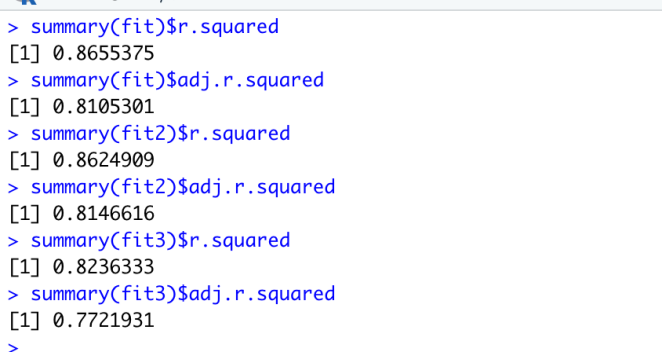 > summary(fit)$r.squared
[1] 0.8655375
> summary(fit)$adj.r.squared
[1] 0.8105301
> summary(fit2)$r.squared
[1] 0.8624909
> summary(fit2)$adj.r.squared
[1] 0.8146616
> summary(fit3)$r.squared
[1] 0.8236333
> summary(fit3)$adj.r.squared
[1] 0.7721931
>